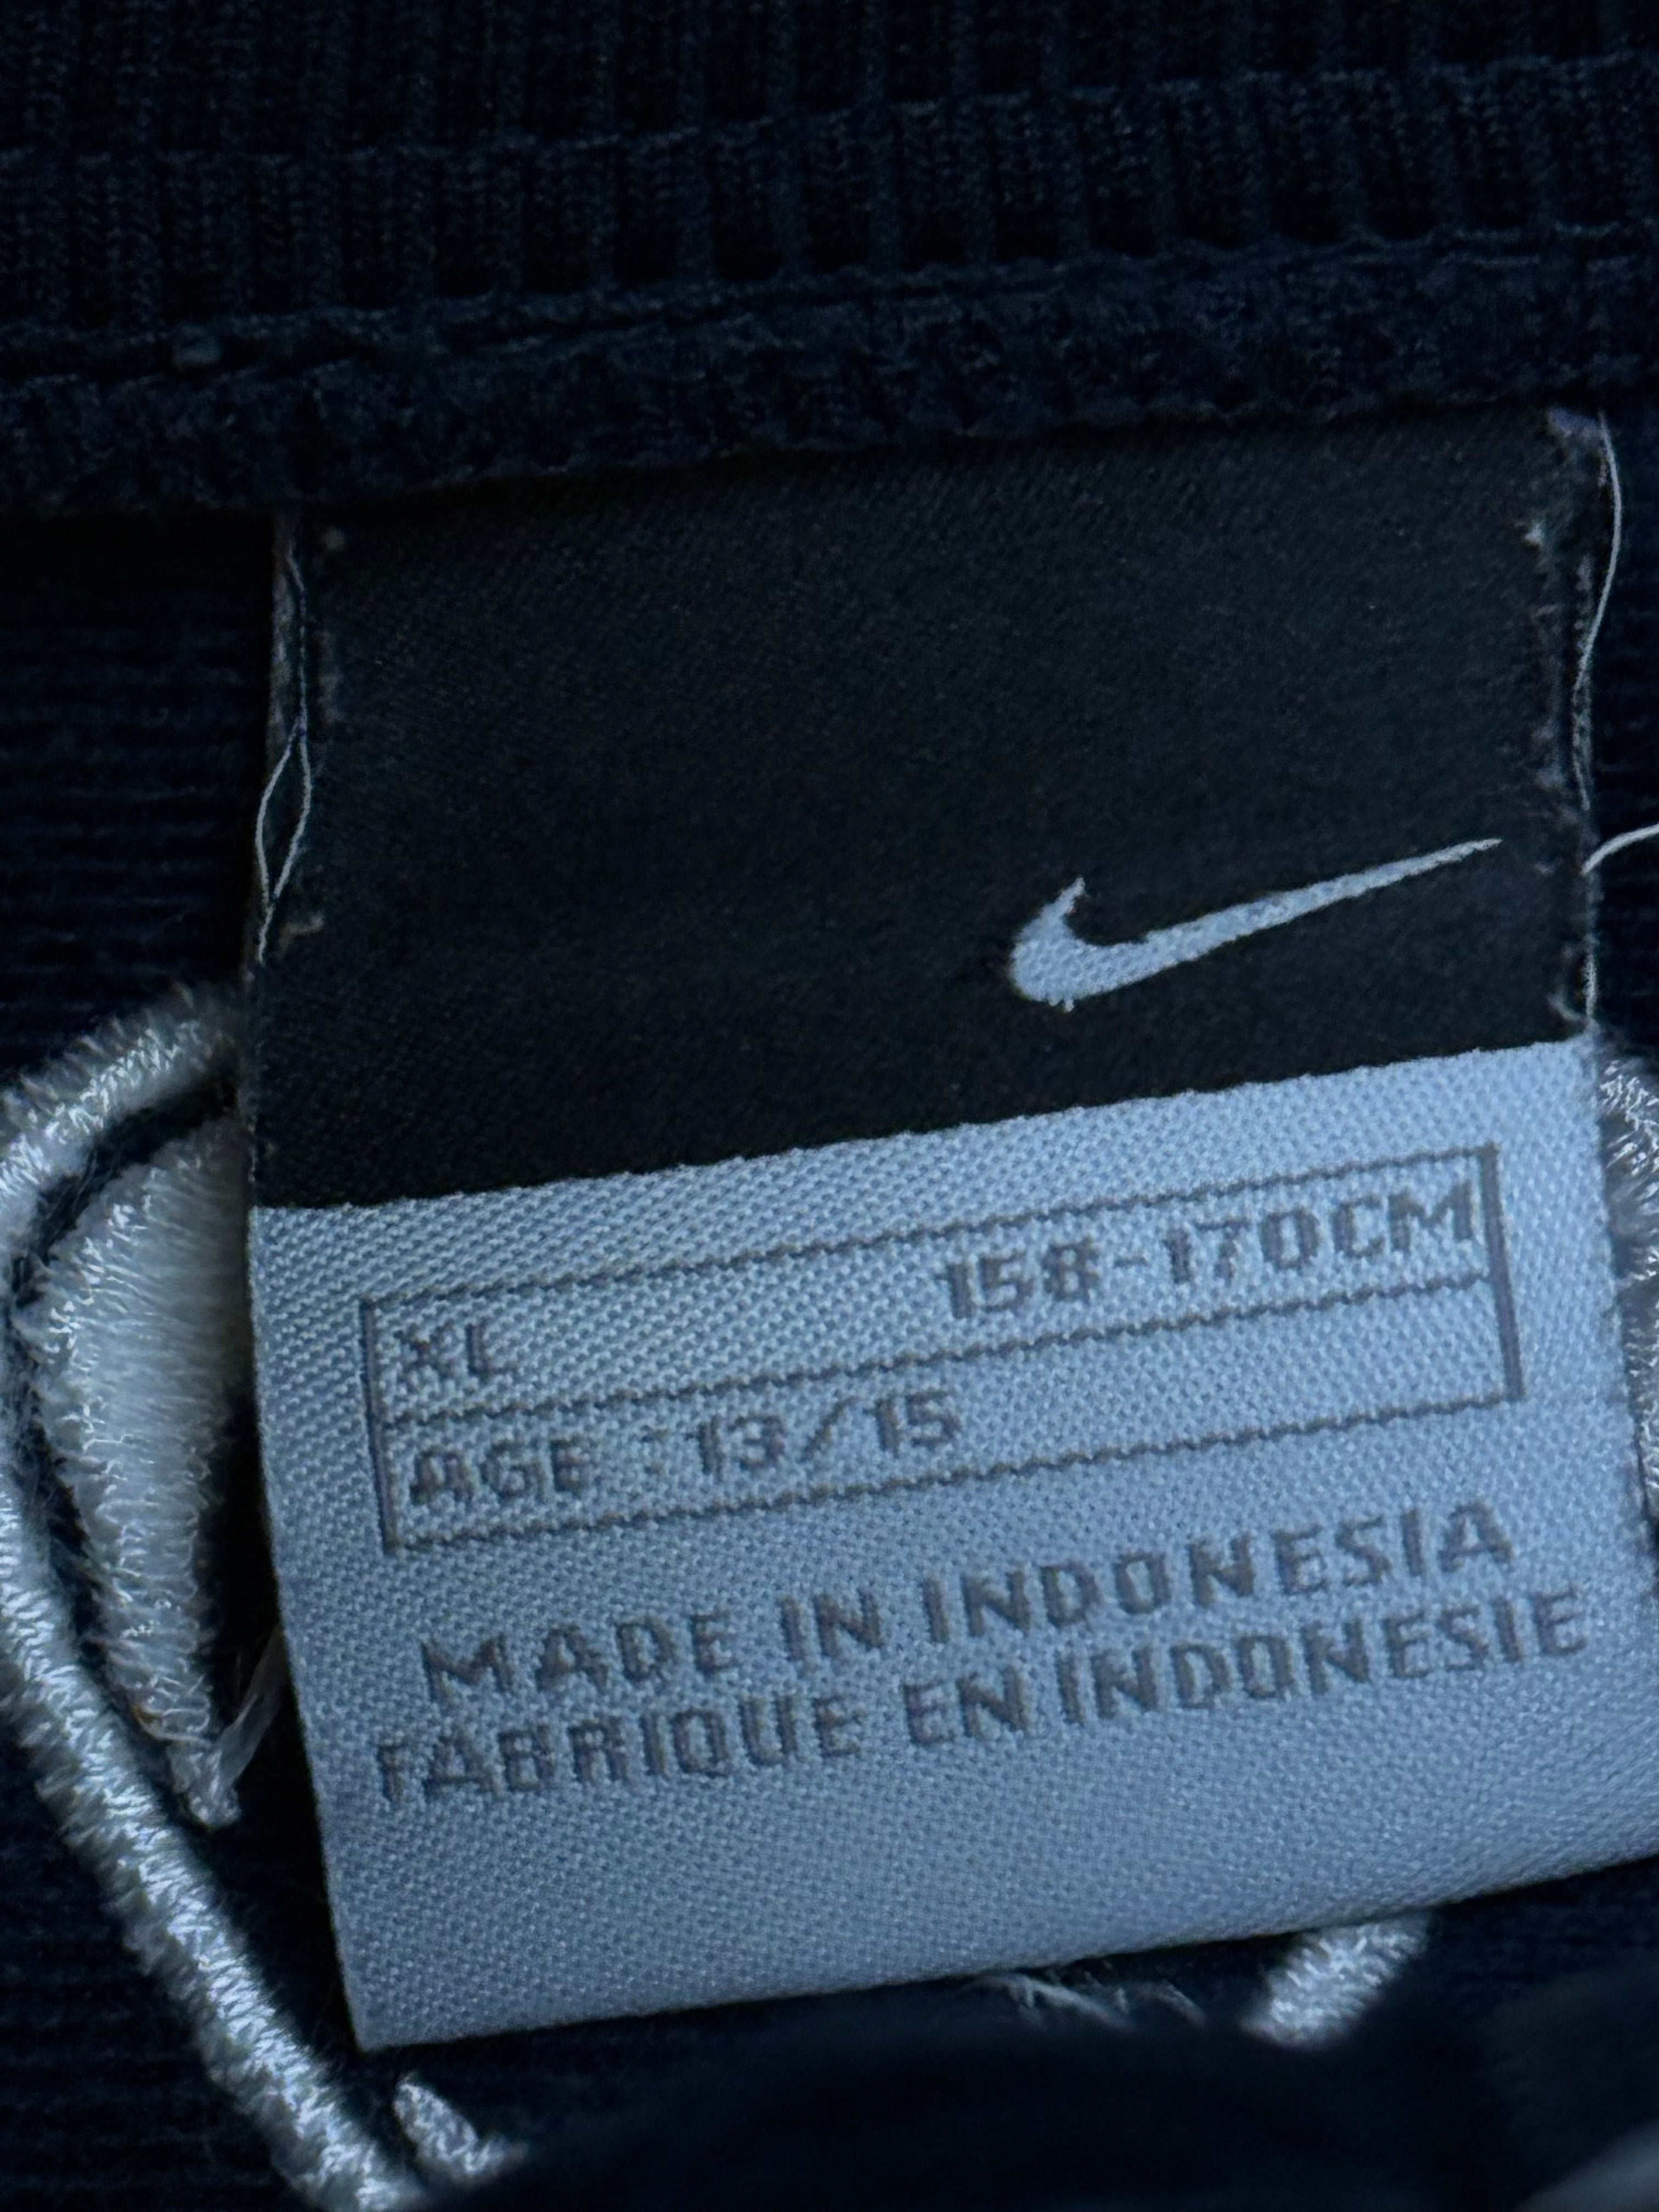 XL 158-170CM
AGE : 13/15
MADE IN INDONESIA
FABRIQUE EN INDONESIE